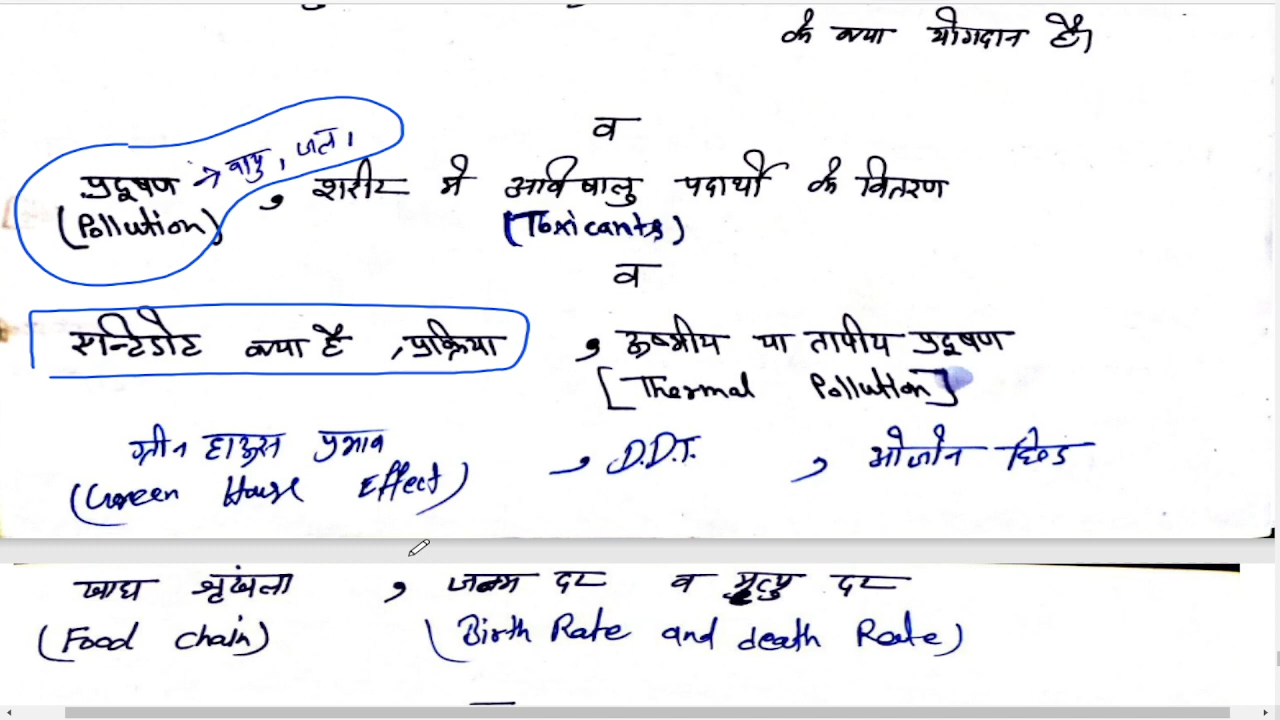 के क्या योगदान है।
व
प्रदूषण → वायु, जल। , शरीर मे आविषालु पदार्थो के वितरण
(Pollution) (Toxicants)
व
एन्टिडोट क्या है , प्रक्रिया , ऊष्मीय या तापीय प्रदूषण
[Thermal Pollution]
ग्रीन हाऊस प्रभाव , D.D.T. , ओजोन छिद्र
(Green House Effect)
खाद्य श्रृंखला , जन्म दर व मृत्यु दर
(Food chain) (Birth Rate and death Rate)